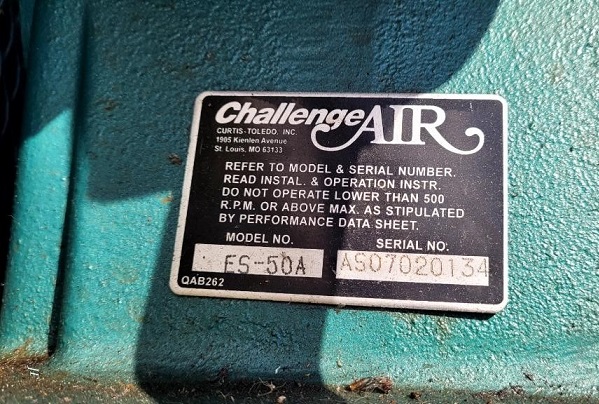 Challenge AIR
CURTIS-TOLEDO, INC.
1905 Kienlen Avenue
St. Louis, MO 63133
REFER TO MODEL & SERIAL NUMBER.
READ INSTAL. & OPERATION INSTR.
DO NOT OPERATE LOWER THAN 500
R.P.M. OR ABOVE MAX. AS STIPULATED
BY PERFORMANCE DATA SHEET.
MODEL NO. SERIAL NO.
ES-50A AS07020134
QAB262